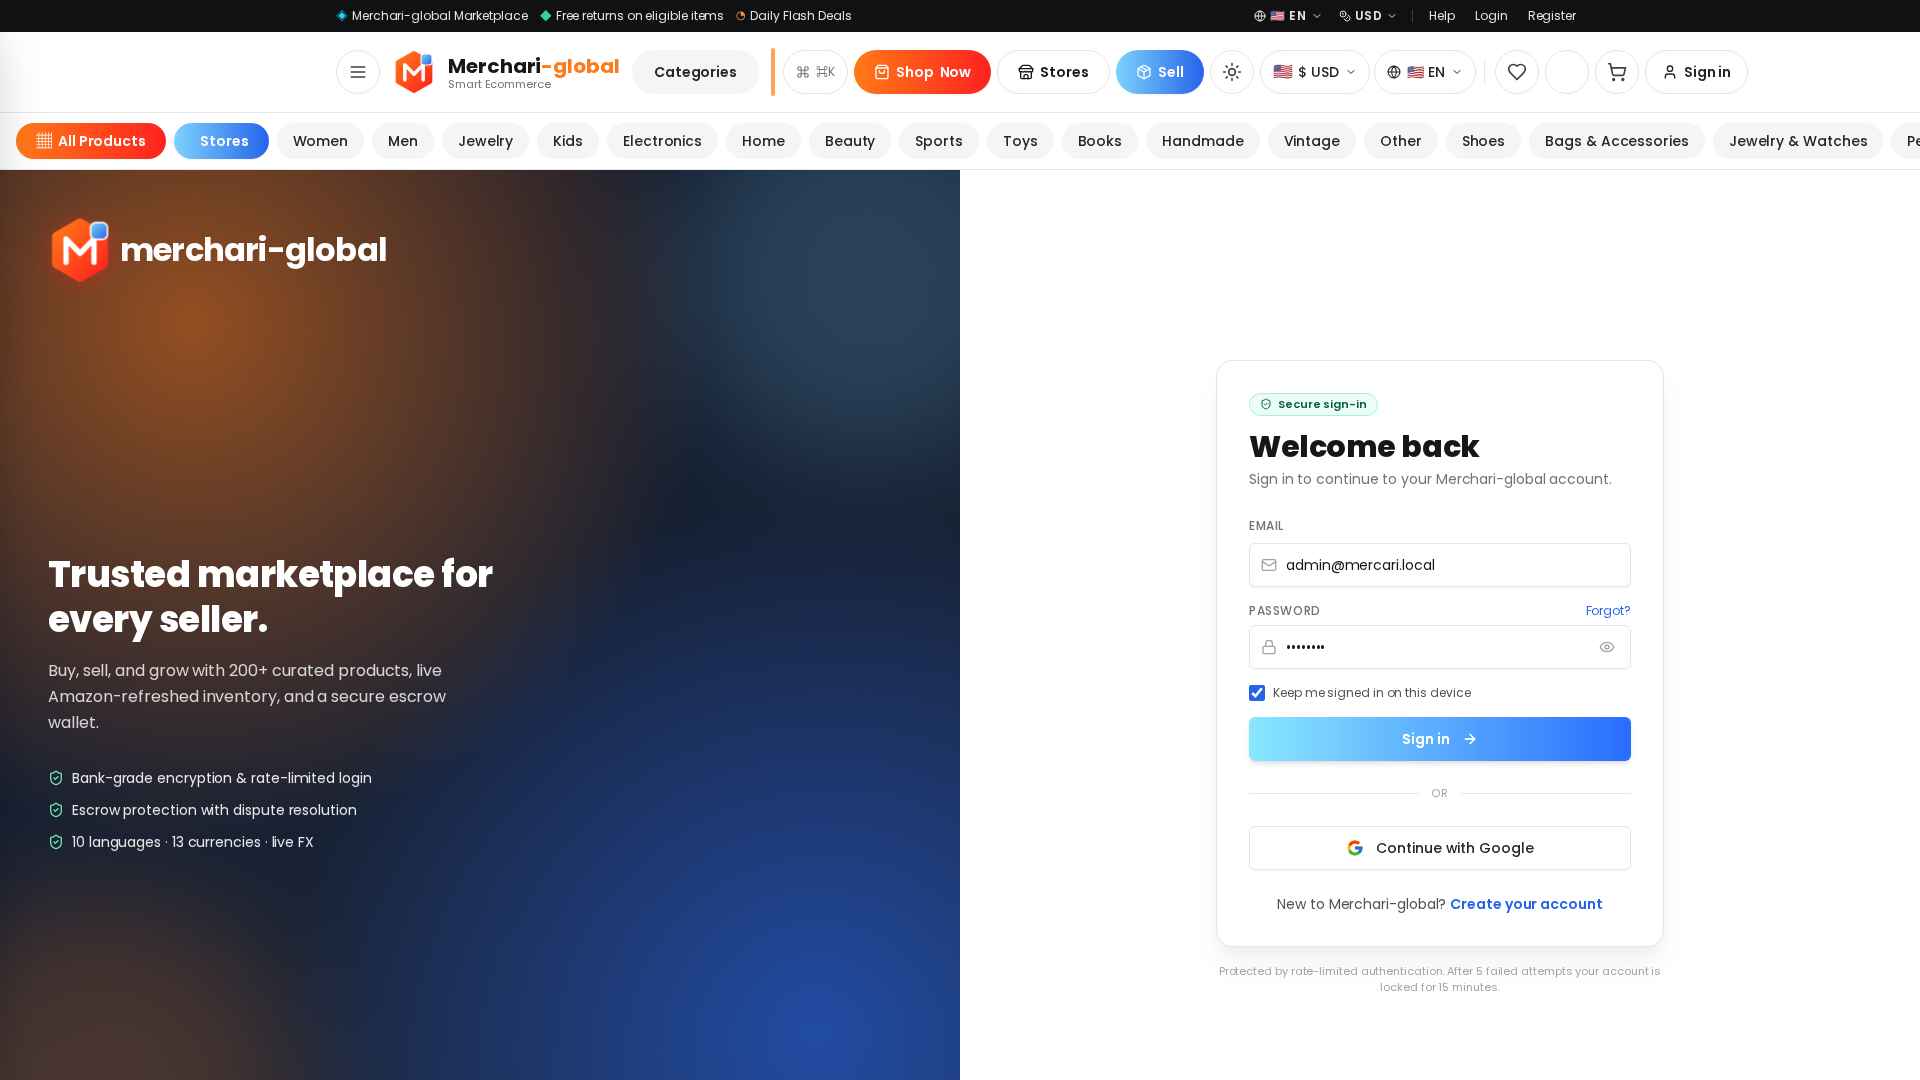 Merchari-global Marketplace Free returns on eligible items Daily Flash Deals EN USD Help Login Register
Merchari-global
Smart Ecommerce
Categories ⌘K Shop Now Stores Sell $ USD EN Sign in
All Products Stores Women Men Jewelry Kids Electronics Home Beauty Sports Toys Books Handmade Vintage Other Shoes Bags & Accessories Jewelry & Watches
merchari-global
Trusted marketplace for
every seller.
Buy, sell, and grow with 200+ curated products, live
Amazon-refreshed inventory, and a secure escrow
wallet.
Bank-grade encryption & rate-limited login
Escrow protection with dispute resolution
10 languages · 13 currencies · live FX
Secure sign-in
Welcome back
Sign in to continue to your Merchari-global account.
EMAIL
admin@mercari.local
PASSWORD Forgot?
••••••••
Keep me signed in on this device
Sign in
OR
Continue with Google
New to Merchari-global? Create your account
Protected by rate-limited authentication. After 5 failed attempts your account is
locked for 15 minutes.